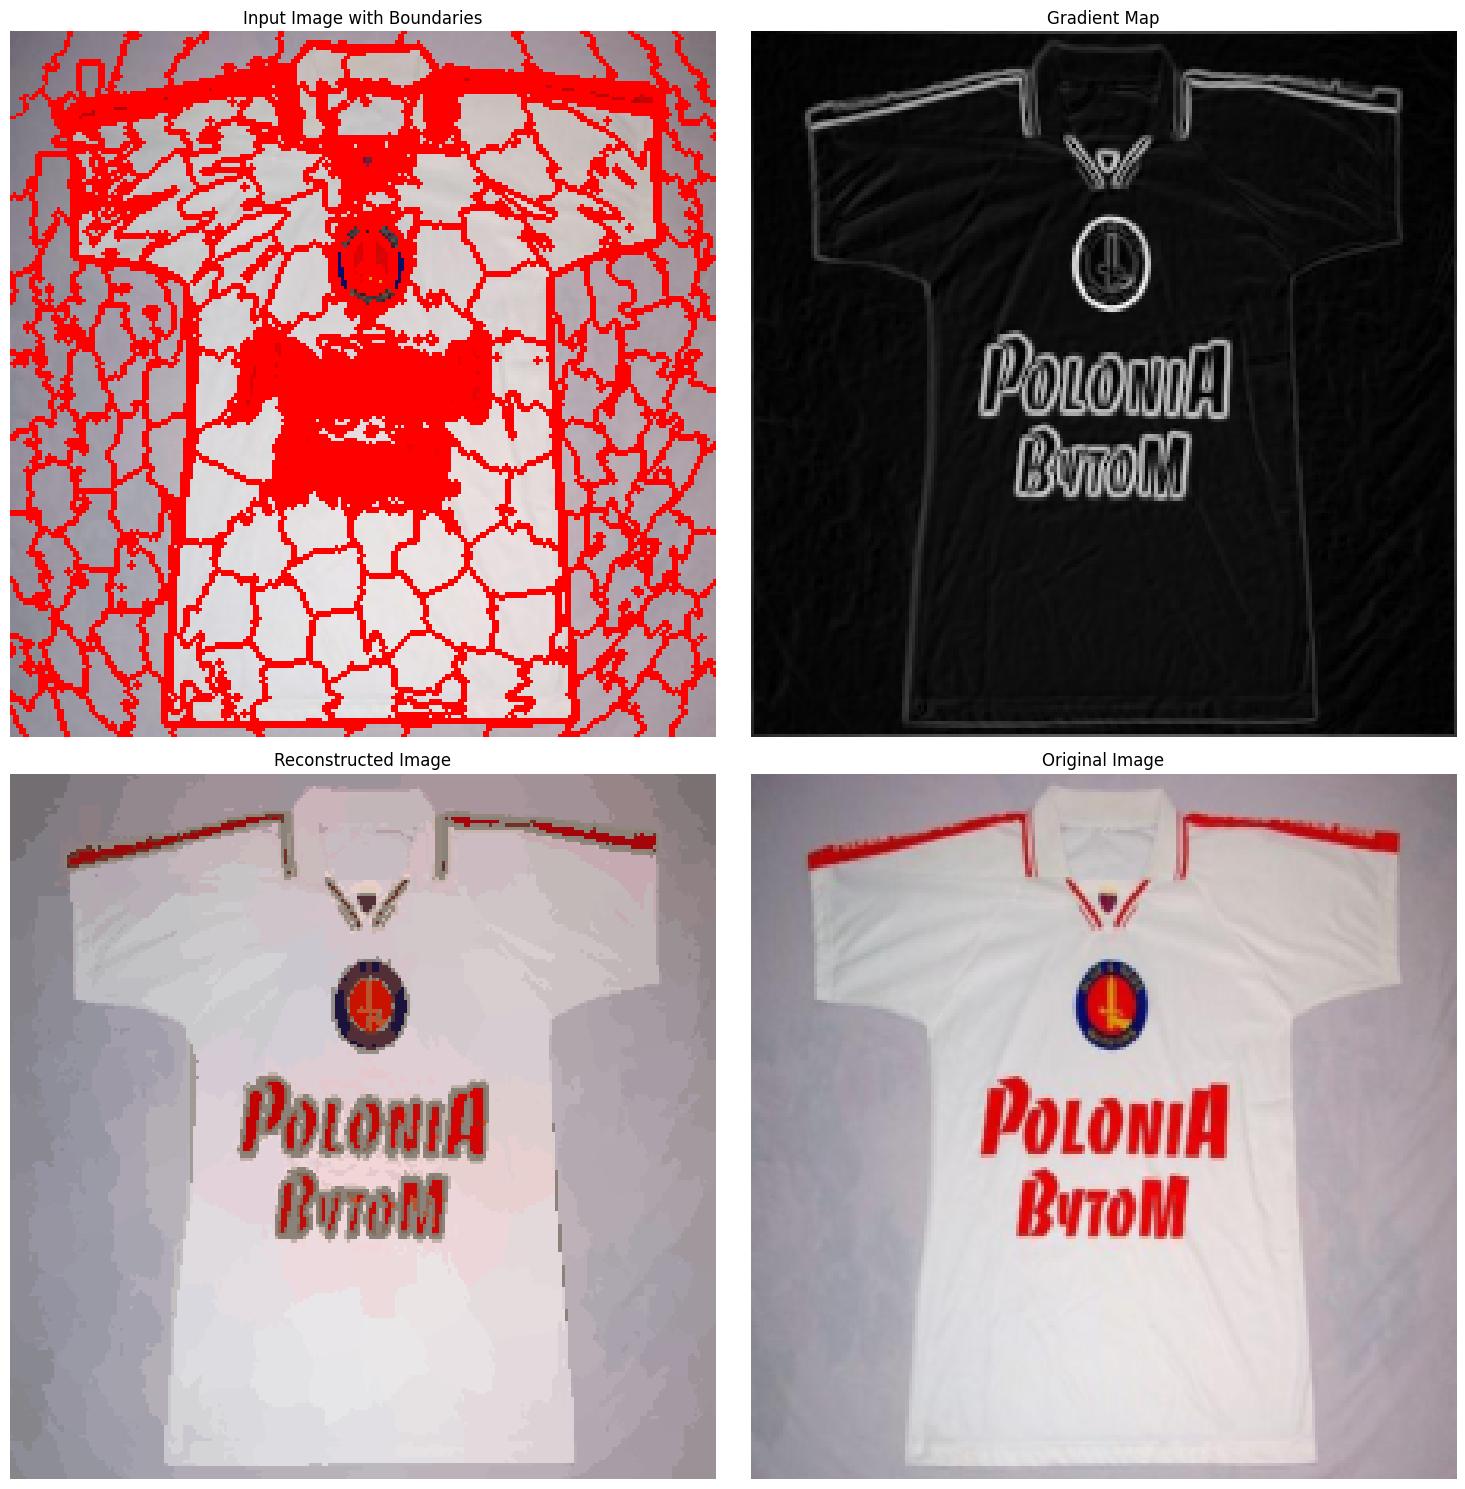 Input Image with Boundaries
Gradient Map
POLONIA
BYTOM
Reconstructed Image
Original Image
POLONIA
BYTOM
POLONIA
BYTOM